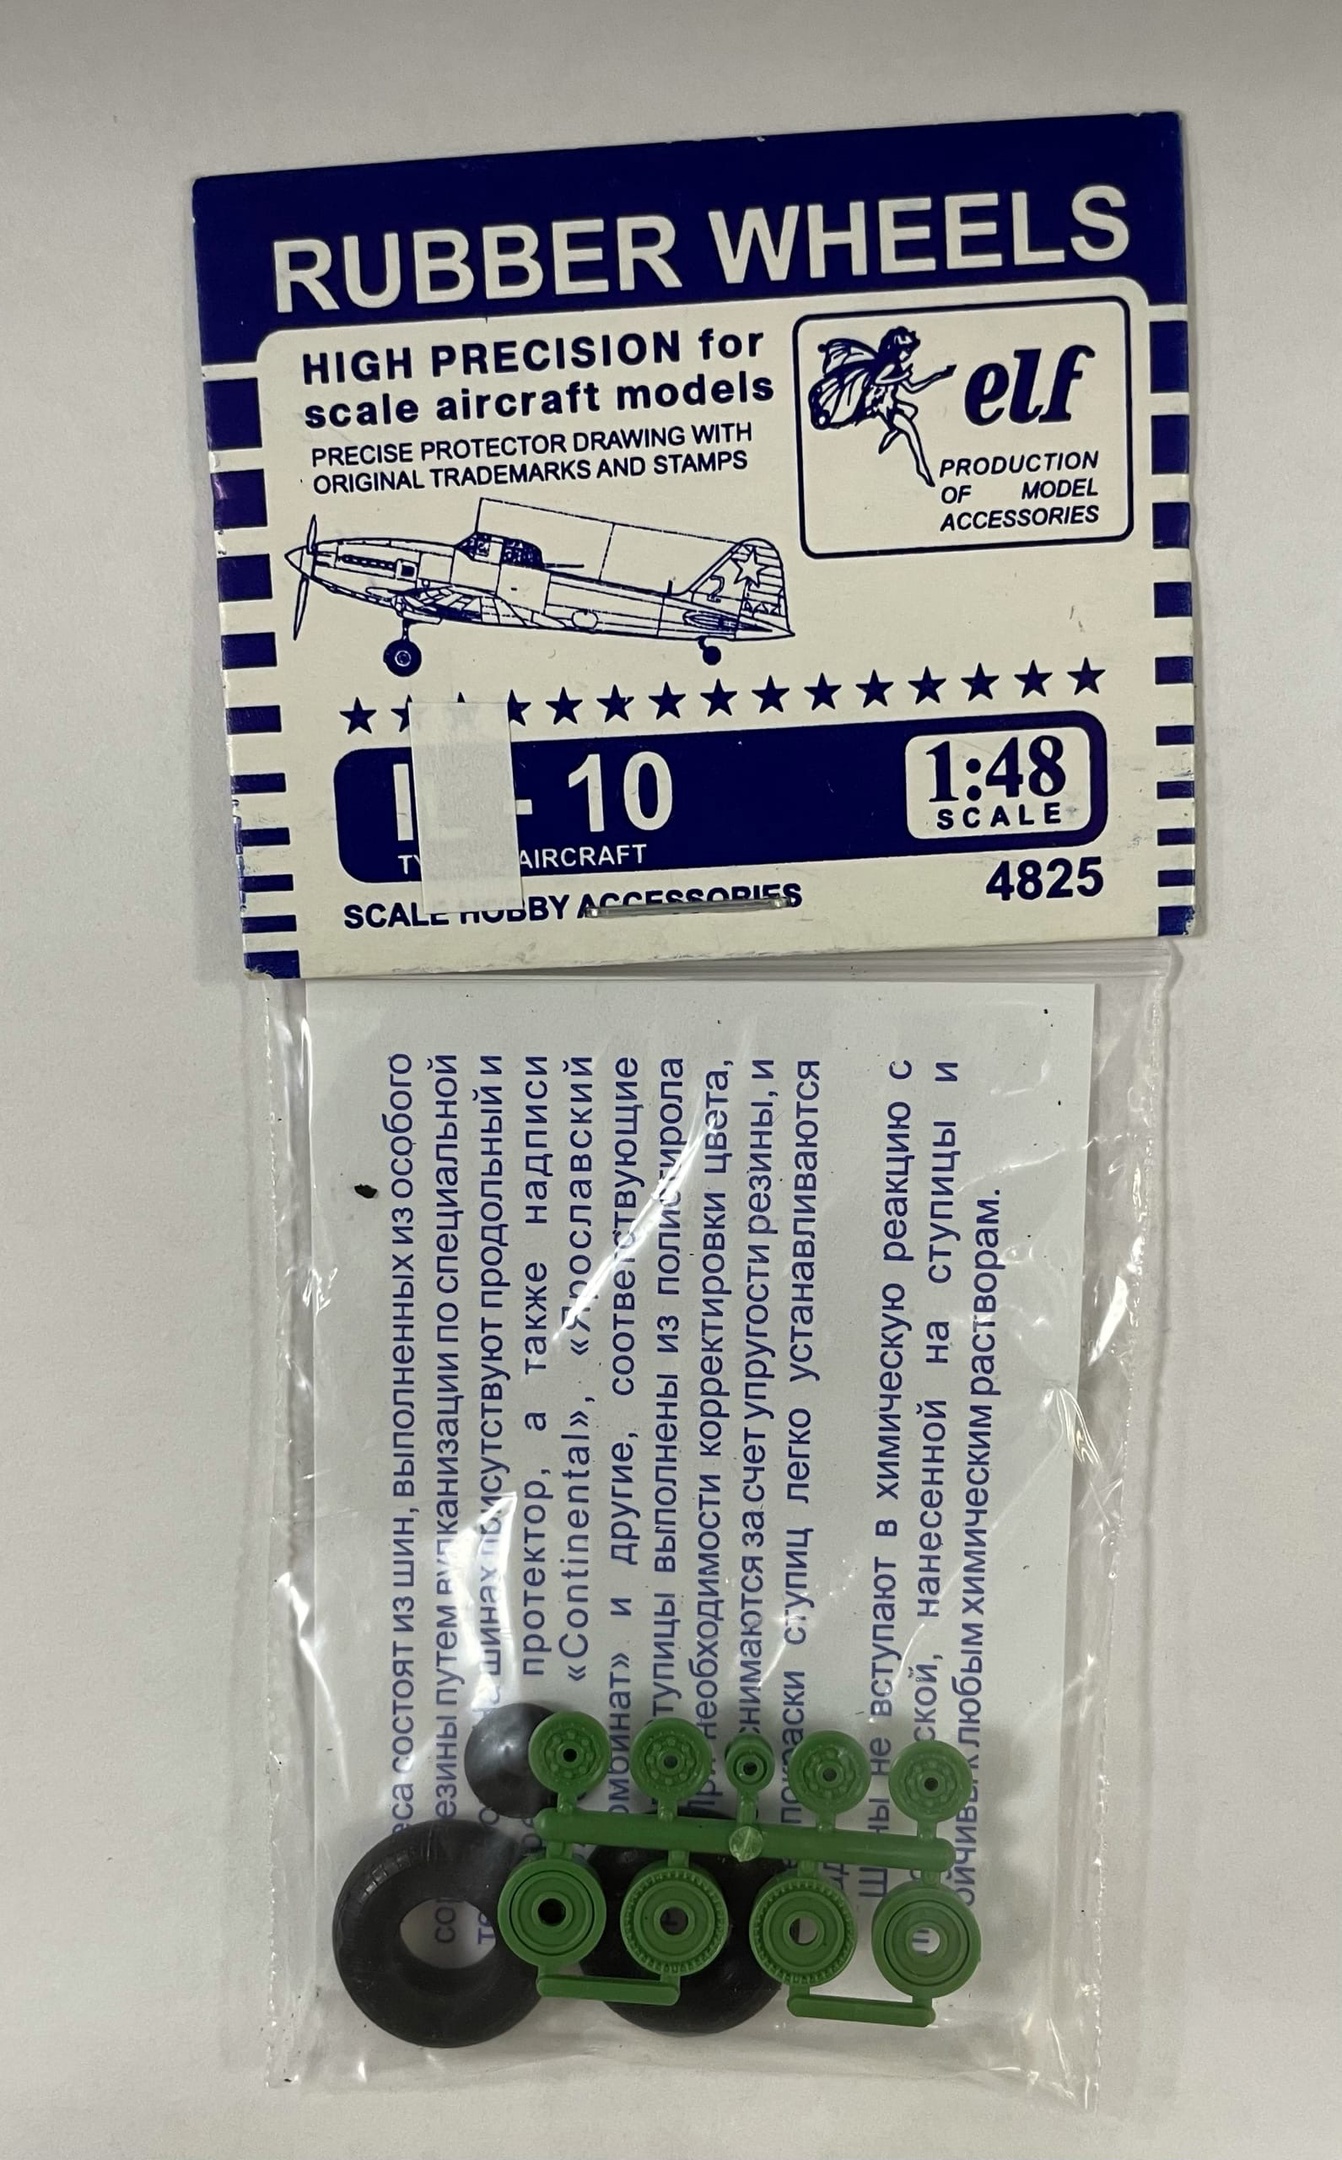 RUBBER WHEELS
HIGH PRECISION for
scale aircraft models
PRECISE PROTECTOR DRAWING WITH
ORIGINAL TRADEMARKS AND STAMPS
elf
PRODUCTION
OF MODEL
ACCESSORIES
2
- 10
AIRCRAFT
1:48
SCALE
4825
SCALE HOBBY ACCESSORIES
состоят из шин, выполненных из особого
путем вулканизации по специальной
шинах присутствуют продольный и
протектор, а также надписи
«Continental», «Ярославский
и другие, соответствующие
выполнены из полистирола
необходимости корректировки цвета,
снимаются за счет упругости резины, и
ступиц легко устанавливаются
не вступают в химическую реакцию с
нанесенной на ступицы и
к любым химическим растворам.